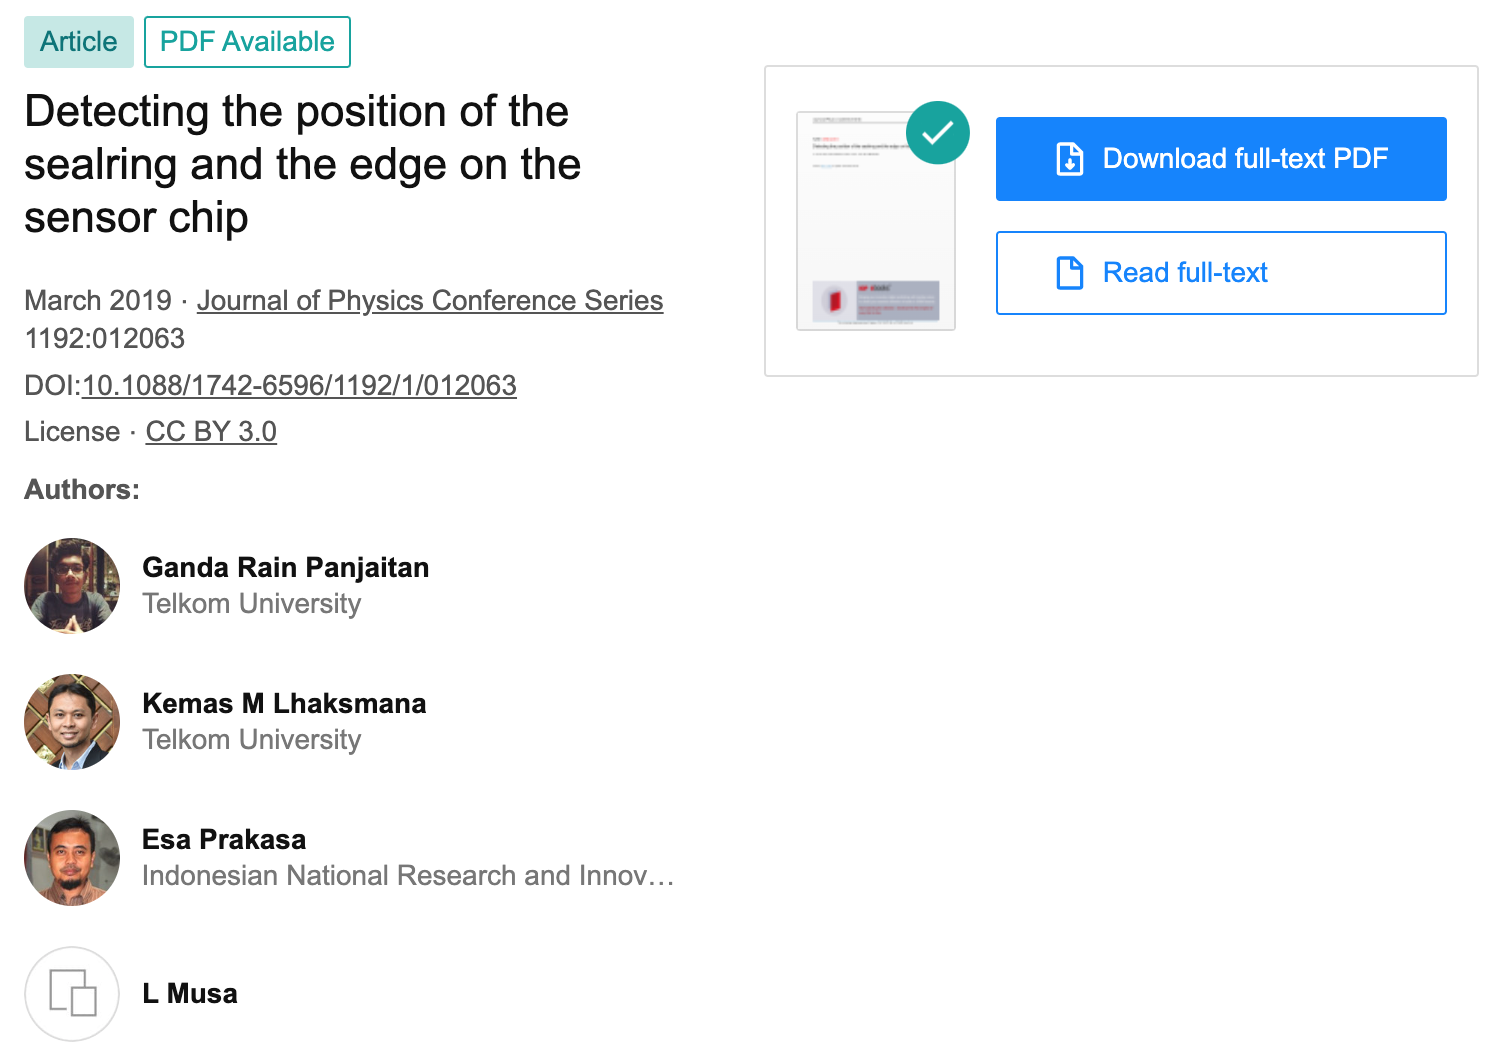 Article
PDF Available
Detecting the position of the
sealring and the edge on the
sensor chip
March 2019 · Journal of Physics Conference Series
1192:012063
DOI:10.1088/1742-6596/1192/1/012063
License · CC BY 3.0
Authors:
Ganda Rain Panjaitan
Telkom University
Kemas M Lhaksmana
Telkom University
Esa Prakasa
Indonesian National Research and Innov…
L Musa
Download full-text PDF
Read full-text